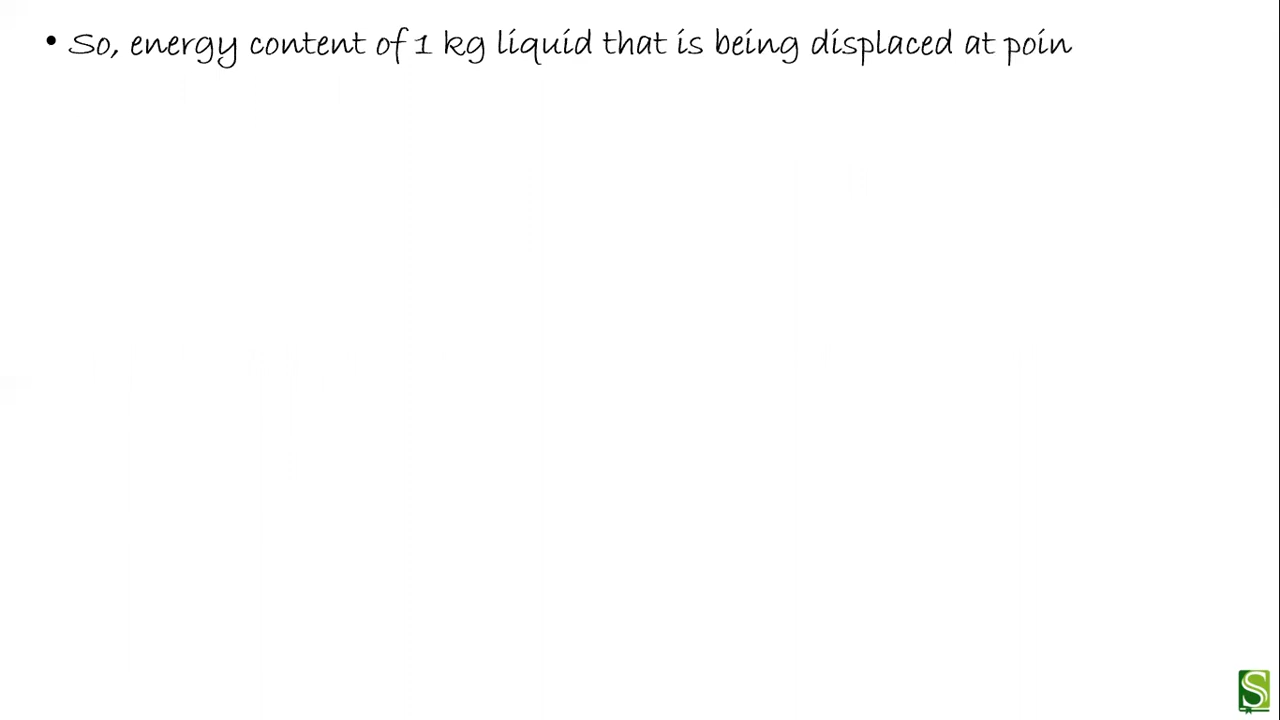 • So, energy content of 1 kg liquid that is being displaced at poin
S